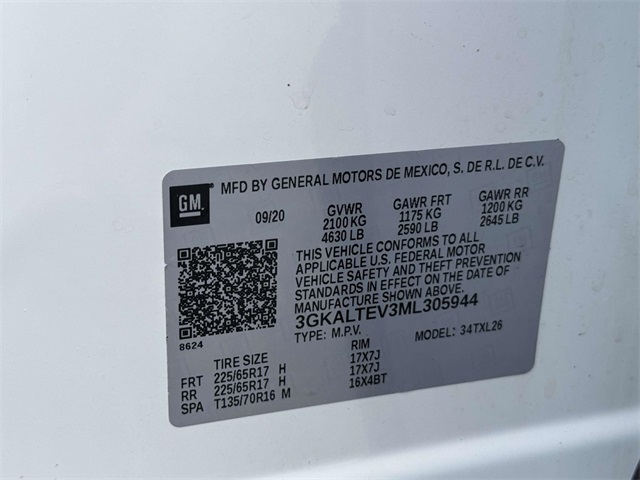 GM
MFD BY GENERAL MOTORS DE MEXICO, S. DE R.L. DE C.V.
09/20 GVWR GAWR FRT GAWR RR
2100 KG 1175 KG 1200 KG
4630 LB 2590 LB 2645 LB
THIS VEHICLE CONFORMS TO ALL
APPLICABLE U.S. FEDERAL MOTOR
VEHICLE SAFETY AND THEFT PREVENTION
STANDARDS IN EFFECT ON THE DATE OF
MANUFACTURE SHOWN ABOVE.
3GKALTEV3ML305944
TYPE: M.P.V. MODEL: 34TXL26
8624
TIRE SIZE RIM
FRT 225/65R17 H 17X7J
RR 225/65R17 H 17X7J
SPA T135/70R16 M 16X4BT